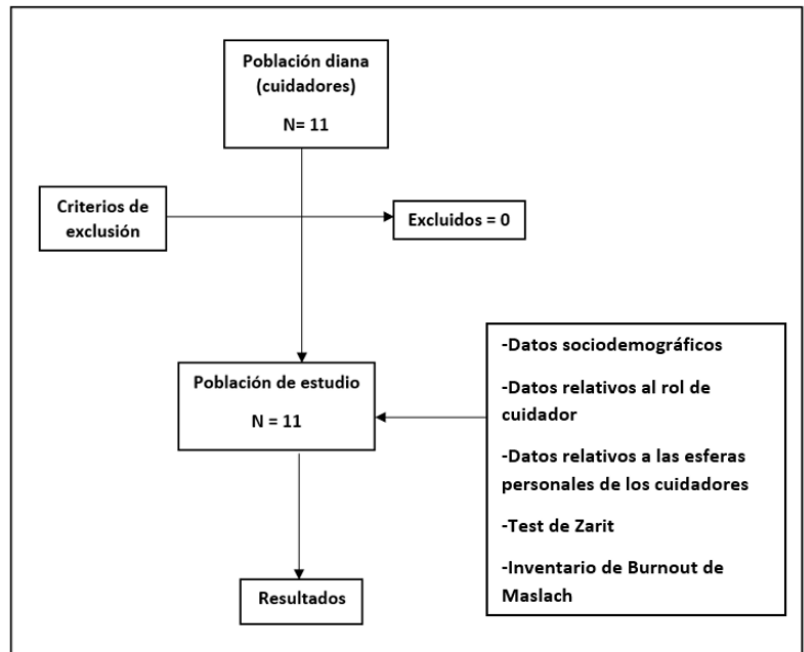 Población diana
(cuidadores)
N= 11
Criterios de
exclusión
Excluidos = 0
Población de estudio
N = 11
-Datos sociodemográficos
-Datos relativos al rol de
cuidador
-Datos relativos a las esferas
personales de los cuidadores
-Test de Zarit
-Inventario de Burnout de
Maslach
Resultados